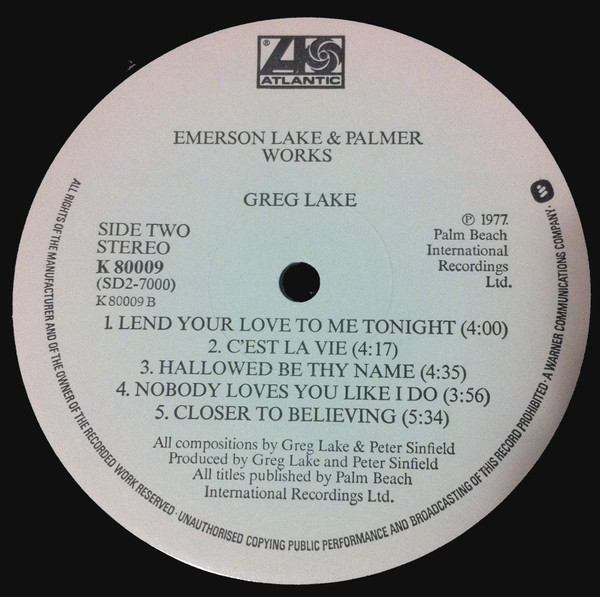 ATLANTIC
EMERSON LAKE & PALMER
WORKS
GREG LAKE
SIDE TWO
STEREO
K 80009
(SD2-7000)
K 80009 B
℗ 1977.
Palm Beach
International
Recordings
Ltd.
1. LEND YOUR LOVE TO ME TONIGHT (4:00)
2. C'EST LA VIE (4:17)
3. HALLOWED BE THY NAME (4:35)
4. NOBODY LOVES YOU LIKE I DO (3:56)
5. CLOSER TO BELIEVING (5:34)
All compositions by Greg Lake & Peter Sinfield
Produced by Greg Lake and Peter Sinfield
All titles published by Palm Beach
International Recordings Ltd.
ALL RIGHTS OF THE MANUFACTURER AND OF THE OWNER OF THE RECORDED WORK RESERVED · UNAUTHORISED COPYING PUBLIC PERFORMANCE AND BROADCASTING OF THIS RECORD PROHIBITED · A WARNER COMMUNICATIONS COMPANY ·